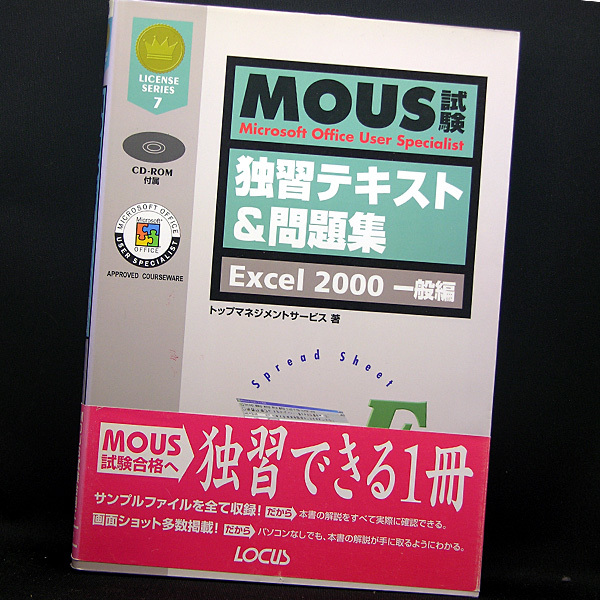 LICENSE
SERIES
7
CD-ROM
付属
MICROSOFT OFFICE
USER SPECIALIST
Microsoft
OFFICE
APPROVED COURSEWARE
MOUS試験
Microsoft Office User Specialist
独習テキスト
&問題集
Excel 2000 一般編
トップマネジメントサービス 著
Spread Sheet
MOUS
試験合格へ
独習できる1冊
サンプルファイルを全て収録! だから 本書の解説をすべて実際に確認できる。
画面ショット多数掲載! だから パソコンなしでも、本書の解説が手に取るようにわかる。
LOCUS